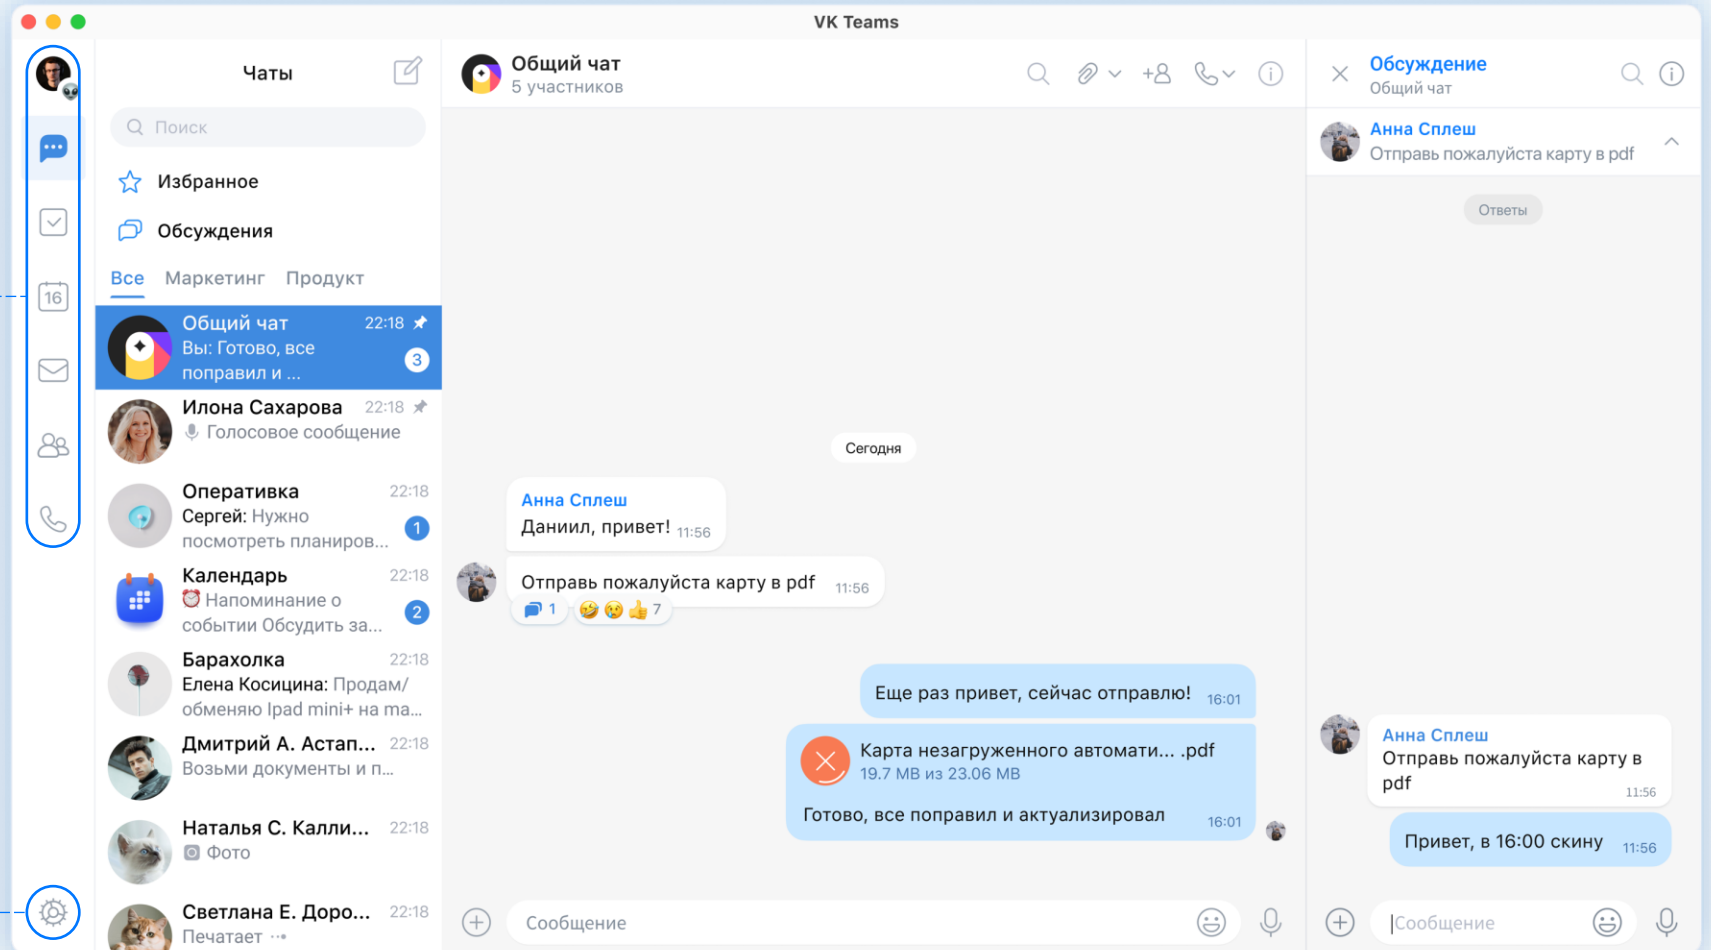 VK Teams
16
Чаты
Поиск
Избранное
Обсуждения
Все Маркетинг Продукт
Общий чат 22:18
Вы: Готово, все
поправил и ... 3
Илона Сахарова 22:18
Голосовое сообщение
Оперативка 22:18
Сергей: Нужно
посмотреть планиров... 1
Календарь 22:18
Напоминание о
событии Обсудить за... 2
Барахолка 22:18
Елена Косицина: Продам/
обменяю Ipad mini+ на ma...
Дмитрий А. Астап... 22:18
Возьми документы и п...
Наталья С. Калли... 22:18
Фото
Светлана Е. Доро... 22:18
Печатает
Общий чат
5 участников
Сегодня
Анна Сплеш
Даниил, привет! 11:56
Отправь пожалуйста карту в pdf 11:56
1 7
Еще раз привет, сейчас отправлю! 16:01
Карта незагруженного автомати... .pdf
19.7 MB из 23.06 MB
Готово, все поправил и актуализировал 16:01
Сообщение
Обсуждение
Общий чат
Анна Сплеш
Отправь пожалуйста карту в pdf
Ответы
Анна Сплеш
Отправь пожалуйста карту в
pdf 11:56
Привет, в 16:00 скину 11:56
Сообщение